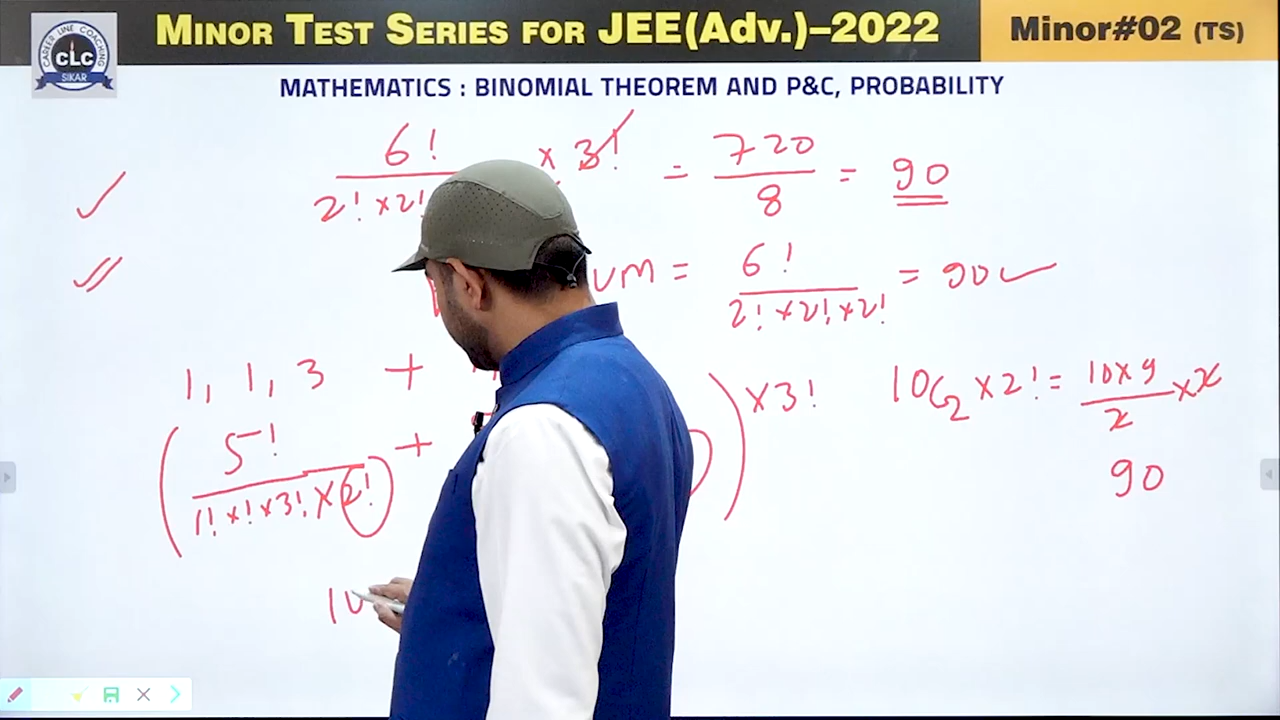 MINOR TEST SERIES FOR JEE(Adv.)–2022
Minor#02 (TS)
CAREER LINE COACHING
CLC
SIKAR
MATHEMATICS : BINOMIAL THEOREM AND P&C, PROBABILITY
6! / 2! × 2! × 3! = 720 / 8 = 90
UM = 6! / 2! × 2! × 2! = 90
1, 1, 3 +
( 5! / 1! × 1! × 3! × 2! + ) × 3!
10C2 × 2! = 10 × 9 / 2 × 2
90
10